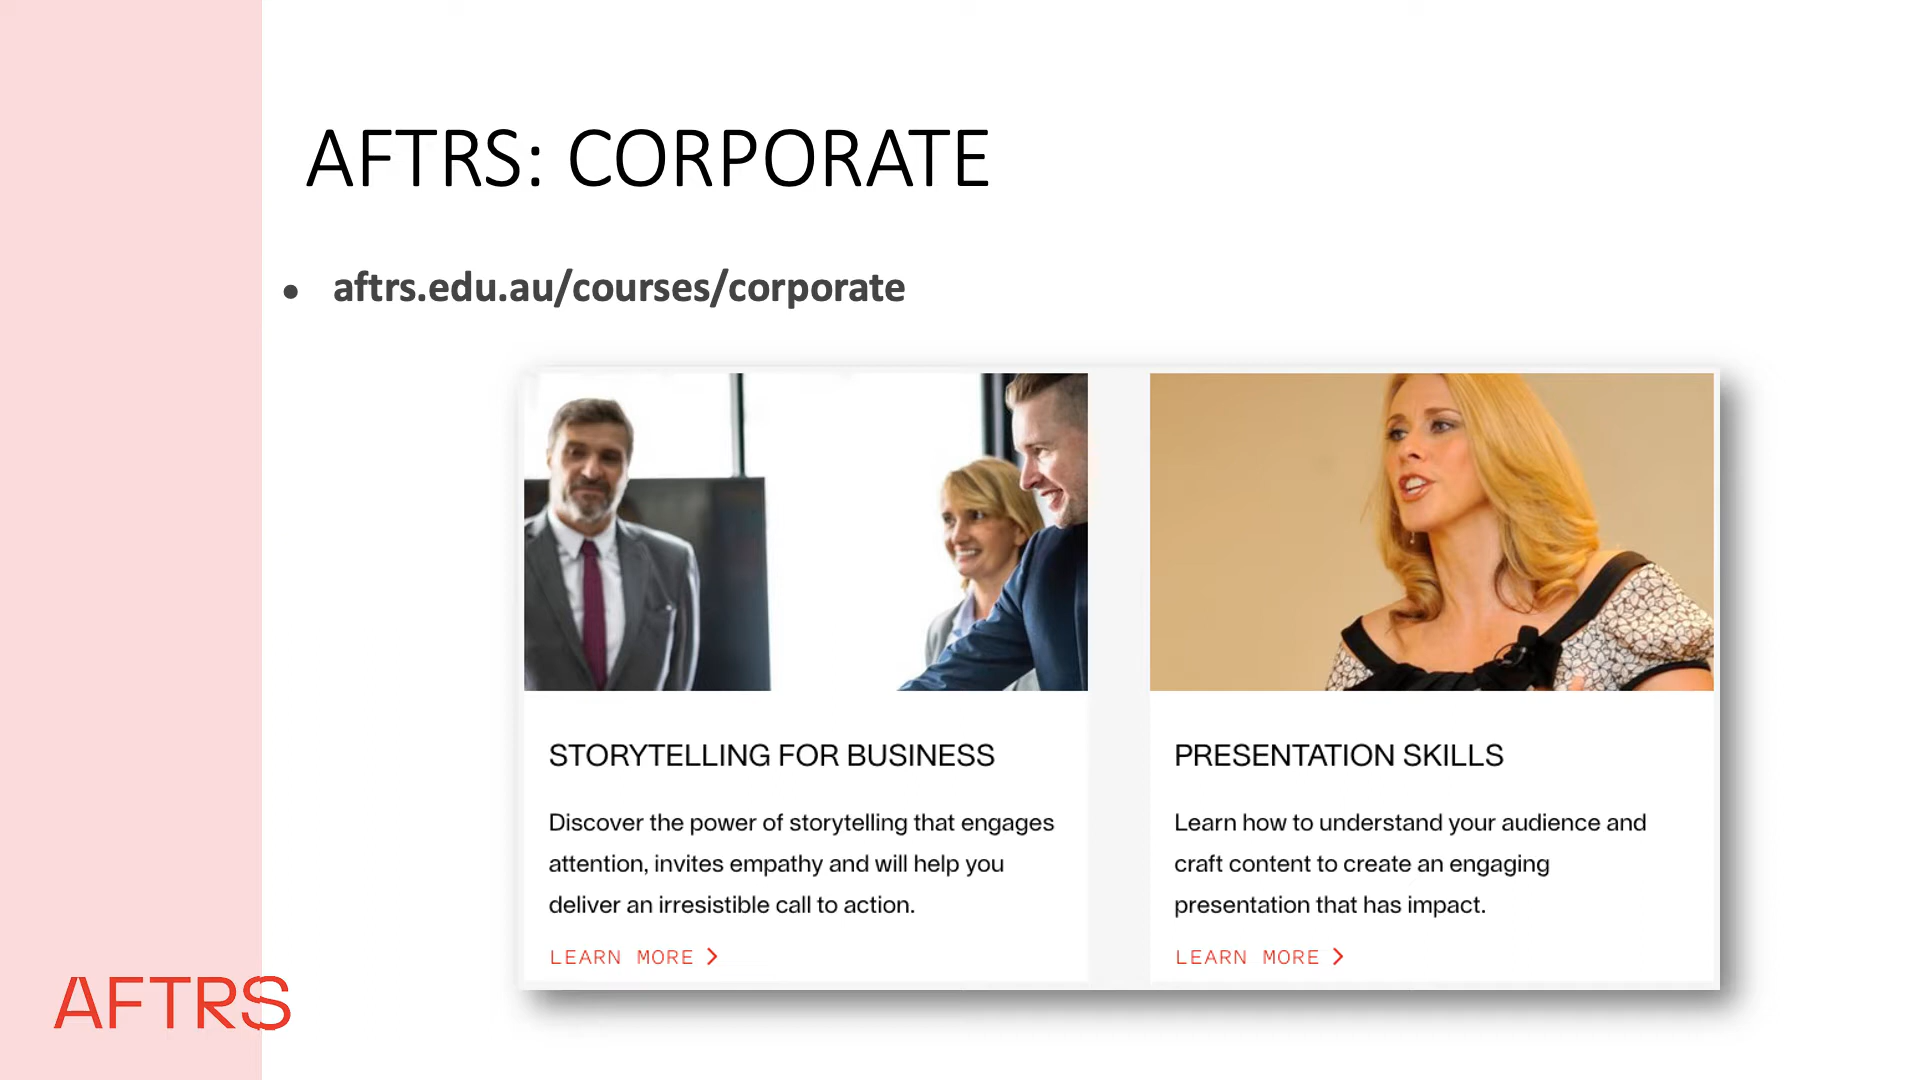 AFTRS: CORPORATE
• aftrs.edu.au/courses/corporate
STORYTELLING FOR BUSINESS
Discover the power of storytelling that engages
attention, invites empathy and will help you
deliver an irresistible call to action.
LEARN MORE >
PRESENTATION SKILLS
Learn how to understand your audience and
craft content to create an engaging
presentation that has impact.
LEARN MORE >
AFTRS